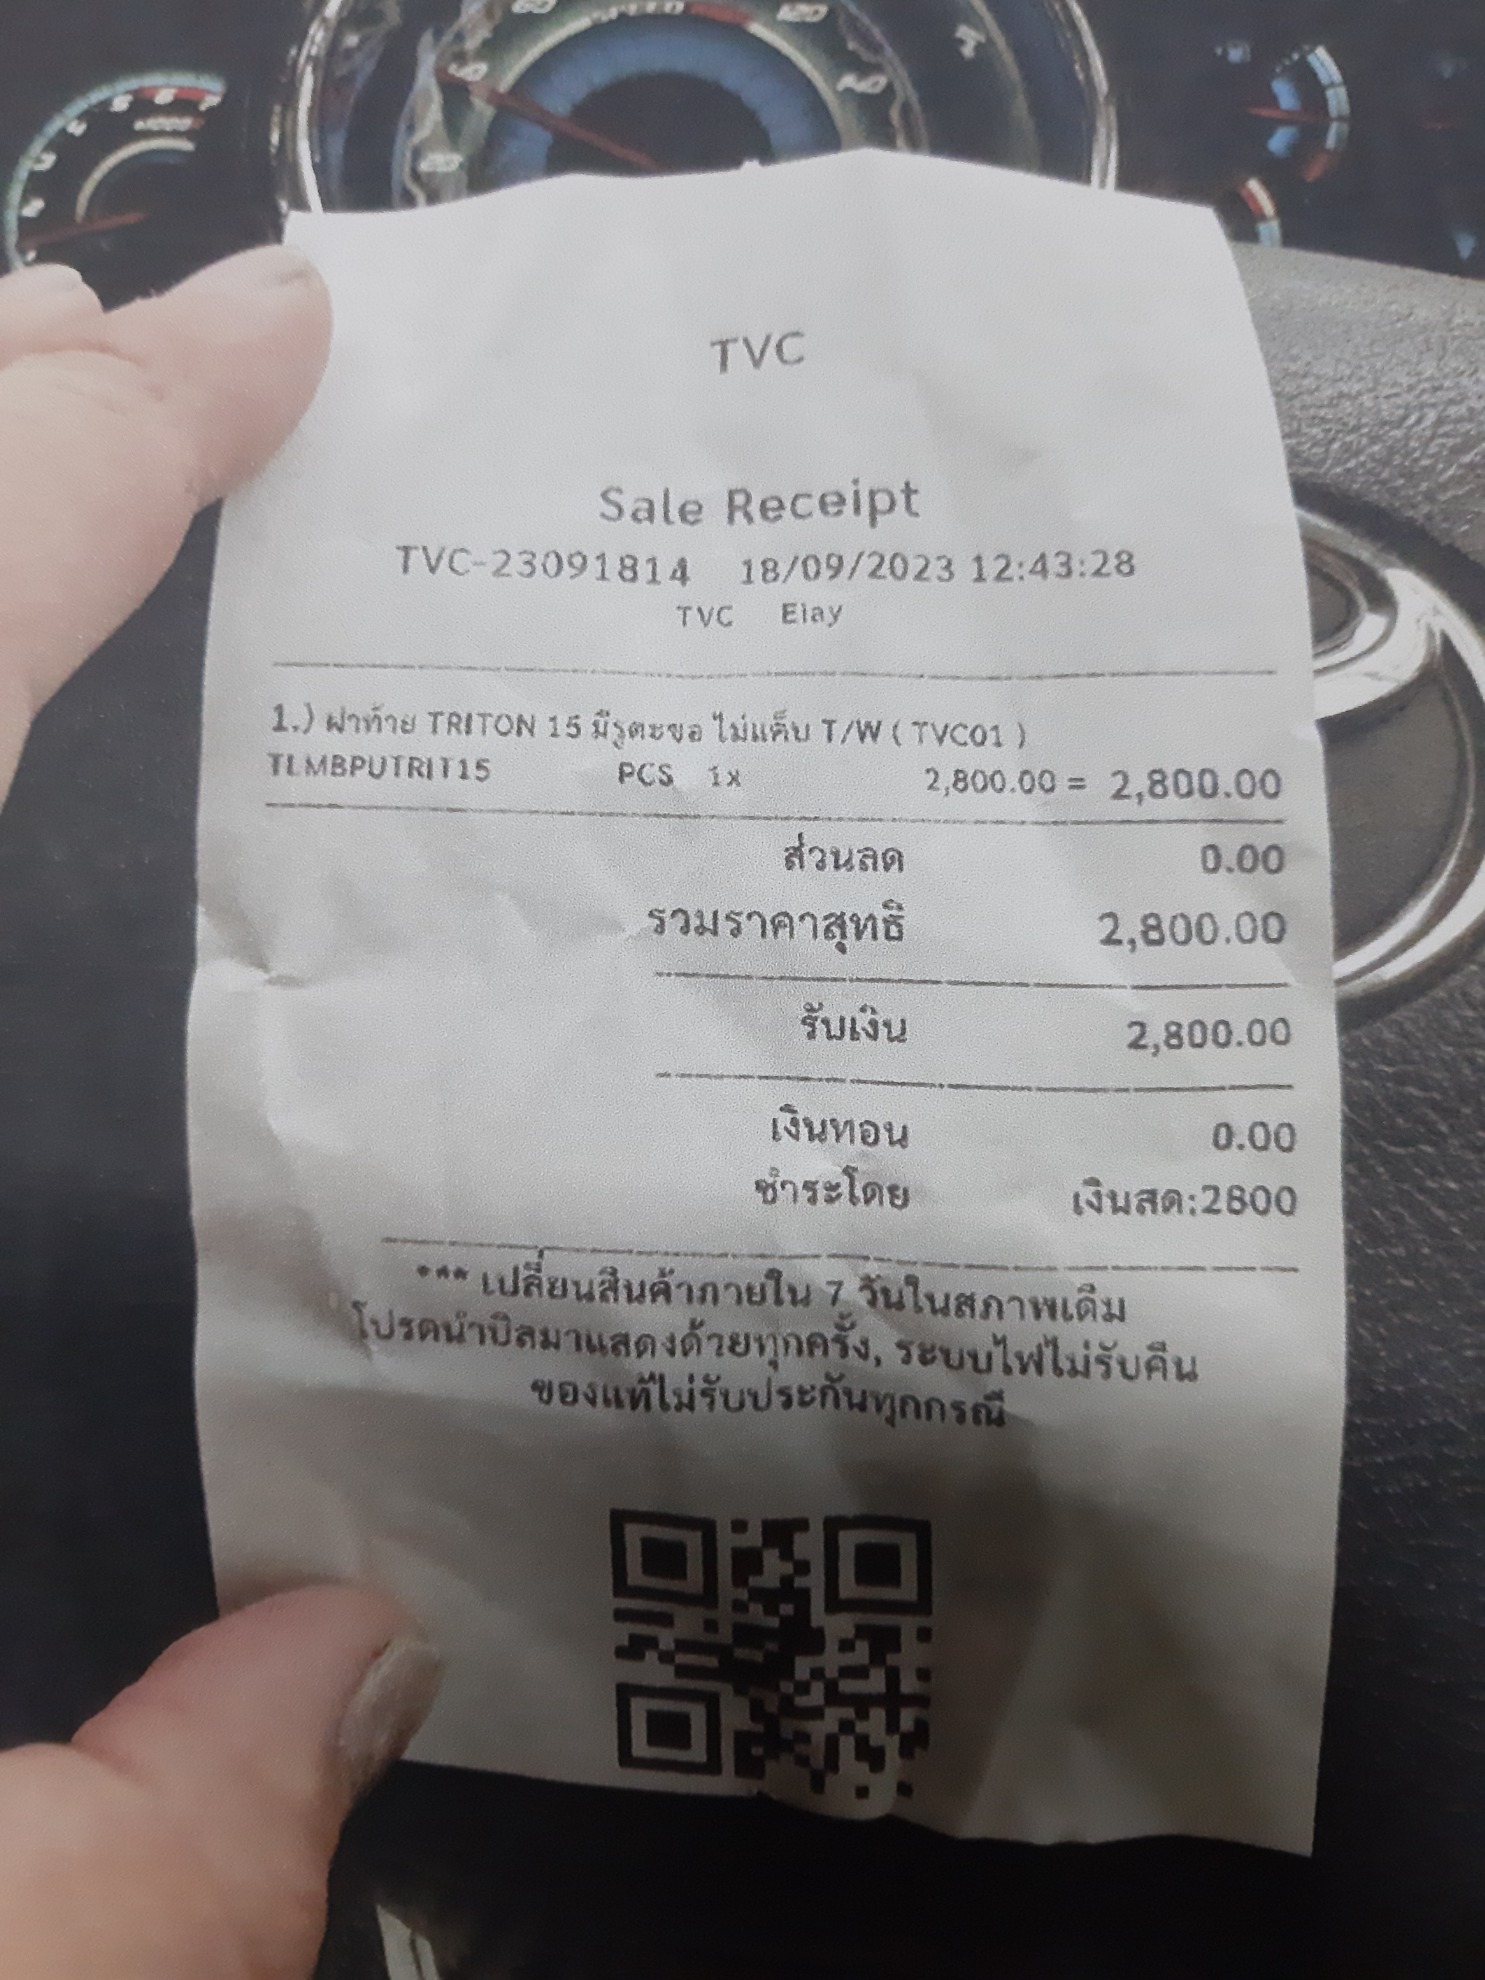 TVC
Sale Receipt
TVC-23091814 18/09/2023 12:43:28
TVC Elay
1.) ฝาท้าย TRITON 15 มีรูตะขอ ไม่แค็บ T/W ( TVC01 )
TLMBPUTRIT15 PCS 1x 2,800.00 = 2,800.00
ส่วนลด 0.00
รวมราคาสุทธิ 2,800.00
รับเงิน 2,800.00
เงินทอน 0.00
ชำระโดย เงินสด:2800
*** เปลี่ยนสินค้าภายใน 7 วันในสภาพเดิม
โปรดนำบิลมาแสดงด้วยทุกครั้ง, ระบบไฟไม่รับคืน
ของแท้ไม่รับประกันทุกกรณี